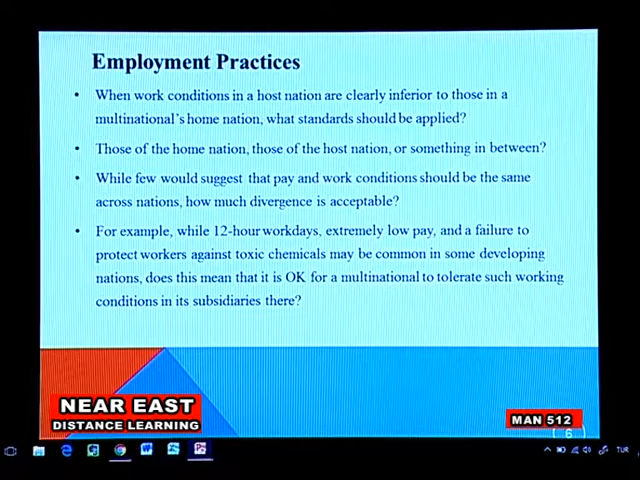 Employment Practices
• When work conditions in a host nation are clearly inferior to those in a
multinational's home nation, what standards should be applied?
• Those of the home nation, those of the host nation, or something in between?
• While few would suggest that pay and work conditions should be the same
across nations, how much divergence is acceptable?
• For example, while 12-hour workdays, extremely low pay, and a failure to
protect workers against toxic chemicals may be common in some developing
nations, does this mean that it is OK for a multinational to tolerate such working
conditions in its subsidiaries there?
NEAR EAST
DISTANCE LEARNING
MAN 512
6
TUR